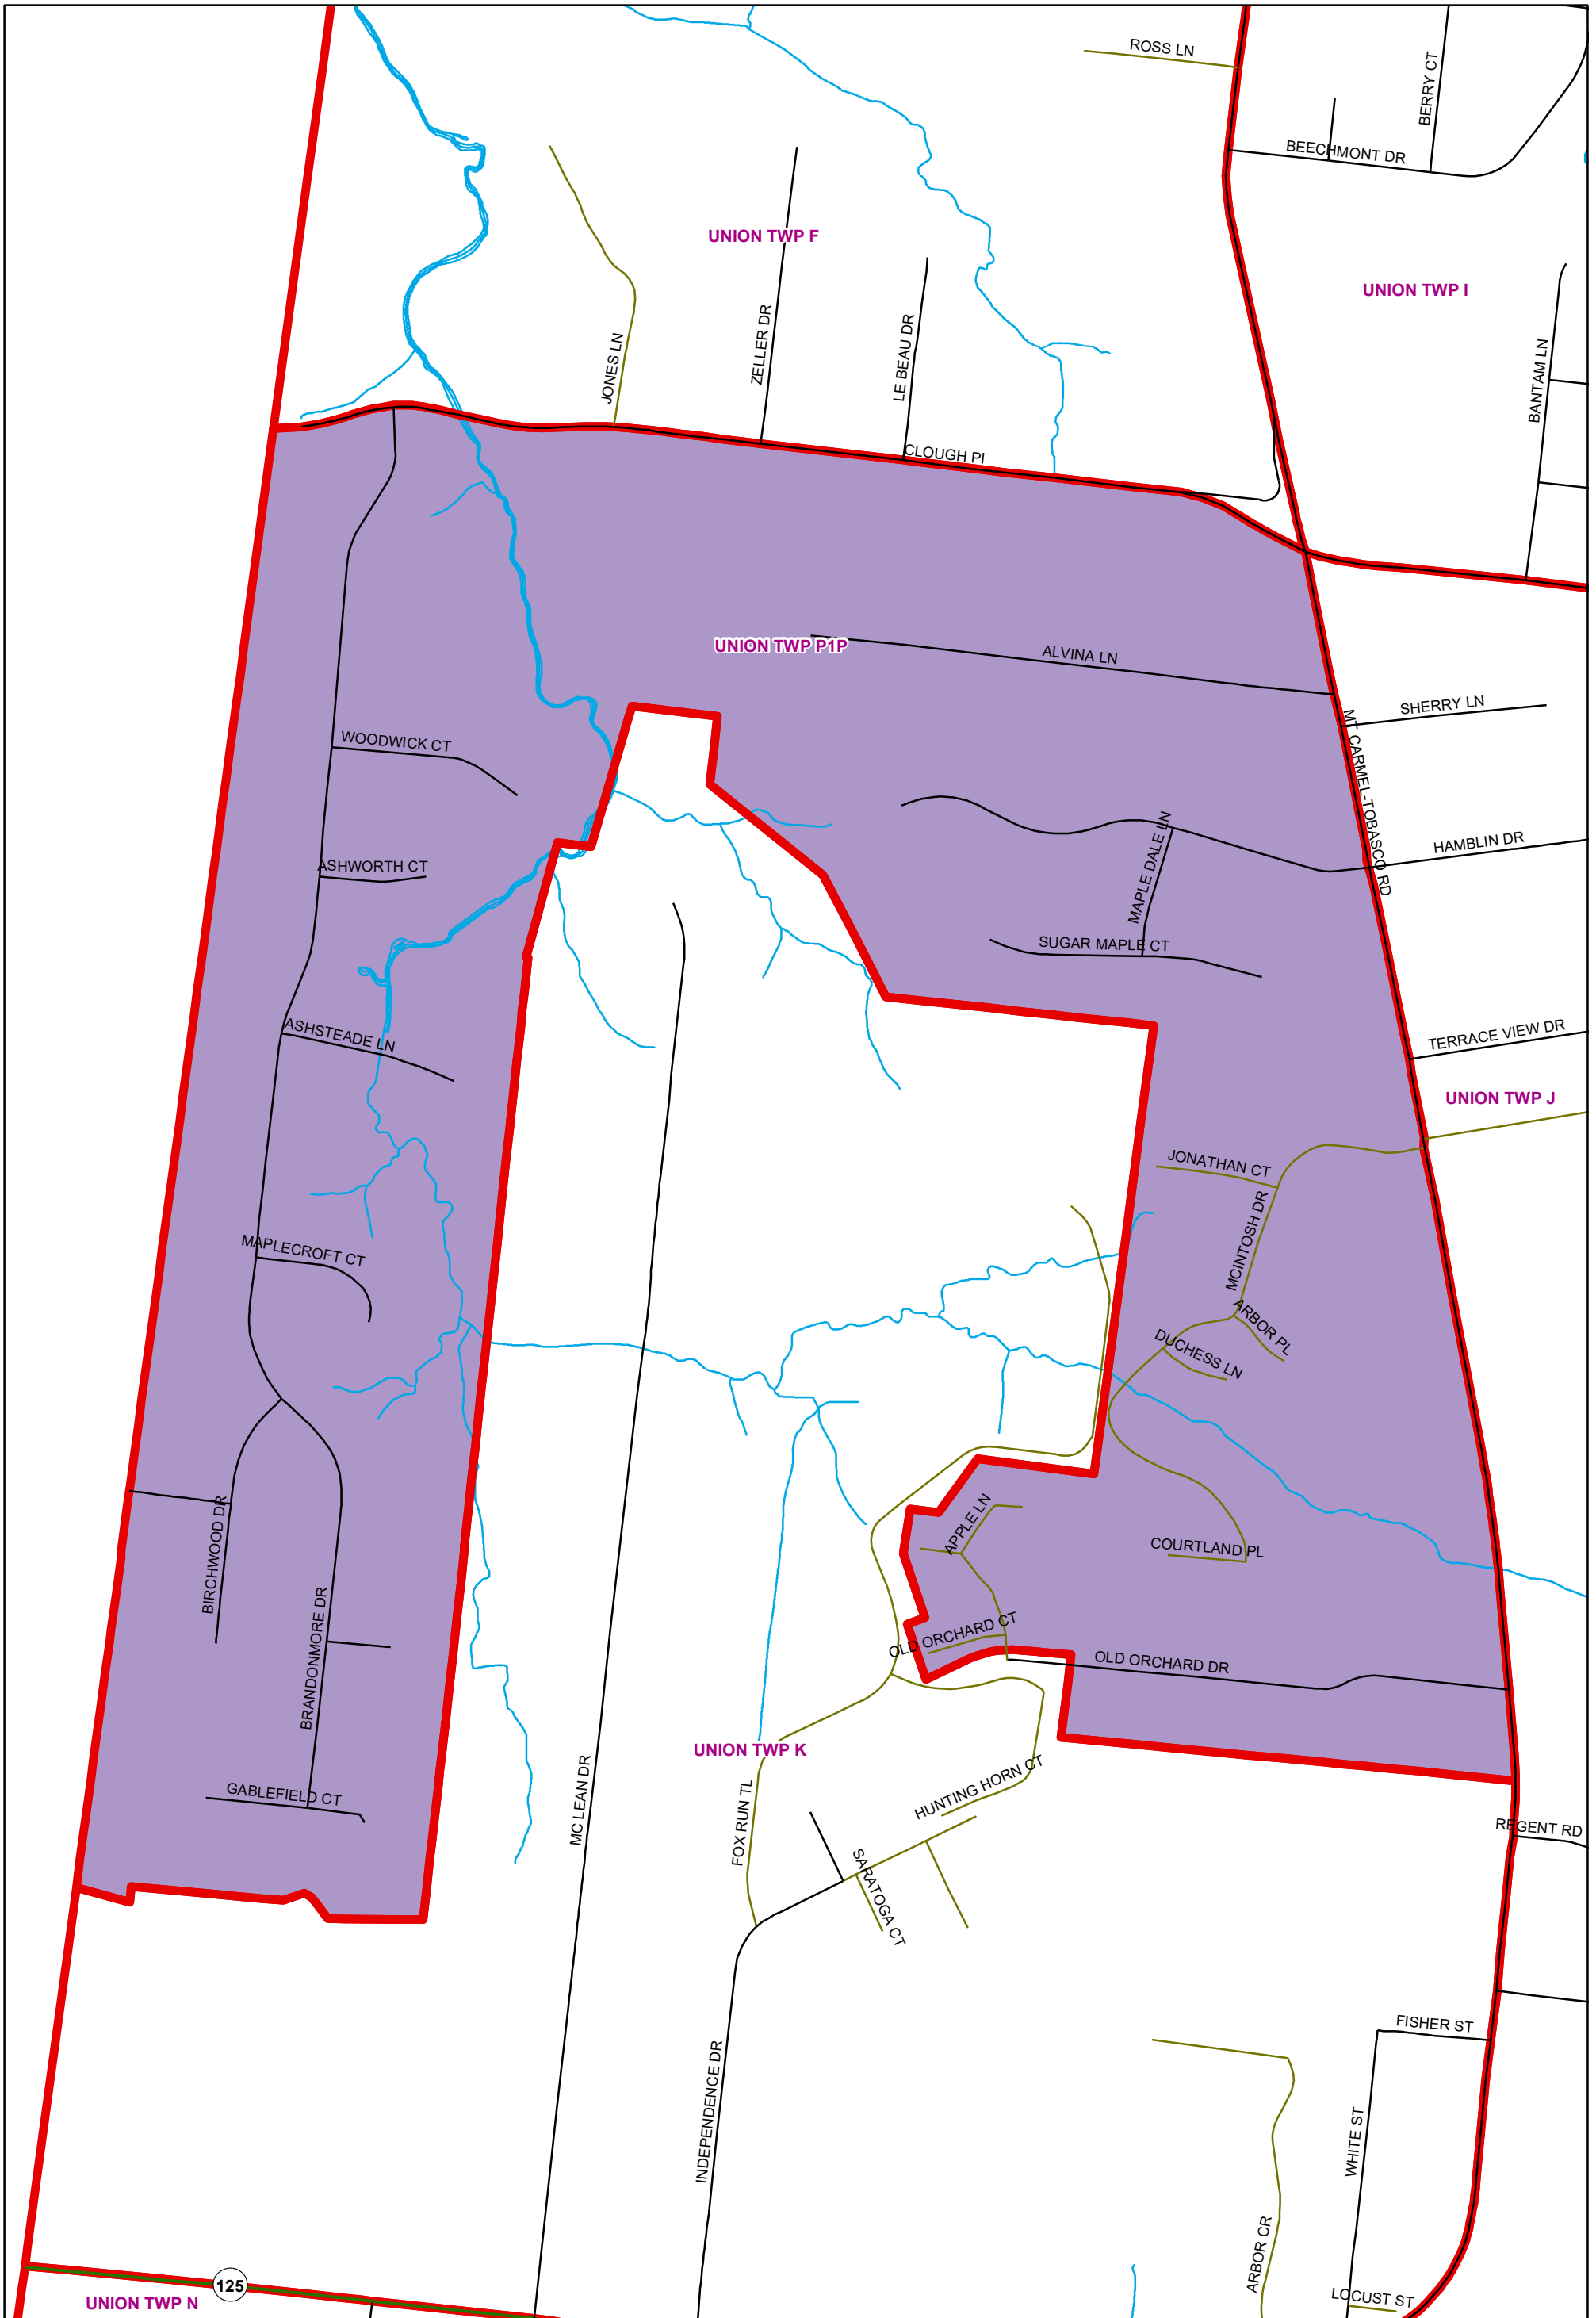 ROSS LN
BERRY CT
BEECHMONT DR
UNION TWP F
UNION TWP I
ZELLER DR
LE BEAU DR
JONES LN
BANTAM LN
CLOUGH PI
UNION TWP P1P
ALVINA LN
SHERRY LN
MT CARMEL-TOBASCO RD
WOODWICK CT
HAMBLIN DR
MAPLE DALE LN
ASHWORTH CT
SUGAR MAPLE CT
ASHSTEADE LN
TERRACE VIEW DR
UNION TWP J
JONATHAN CT
MCINTOSH DR
MAPLECROFT CT
ARBOR PL
DUCHESS LN
APPLE LN
COURTLAND PL
BIRCHWOOD DR
BRANDONMORE DR
OLD ORCHARD CT
OLD ORCHARD DR
UNION TWP K
GABLEFIELD CT
MC LEAN DR
FOX RUN TL
HUNTING HORN CT
REGENT RD
SARATOGA CT
FISHER ST
INDEPENDENCE DR
WHITE ST
ARBOR CR
125
UNION TWP N
LOCUST ST